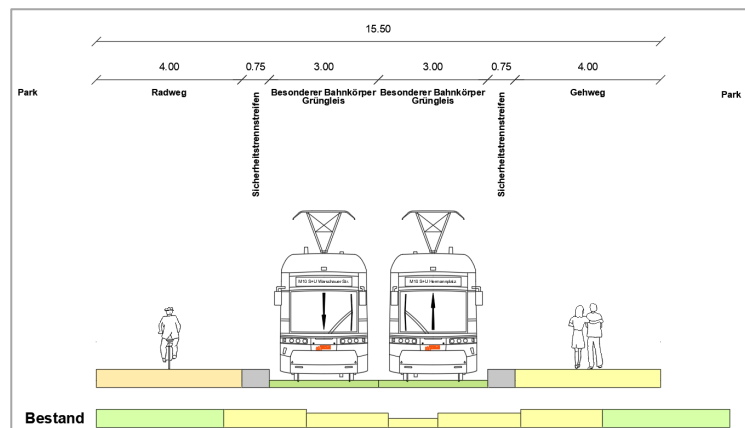 15.50
4.00 0.75 3.00 3.00 0.75 4.00
Park Radweg Sicherheitstrennstreifen Besonderer Bahnkörper Besonderer Bahnkörper Sicherheitstrennstreifen Gehweg Park
Grüngleis Grüngleis
M10 S+U Warschauer Str. M10 S+U Hermannplatz
Bestand